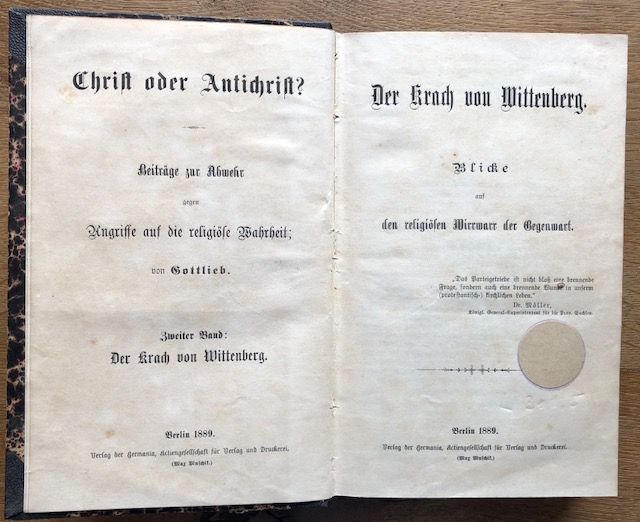 Christ oder Antichrist?
Beiträge zur Abwehr
gegen
Angriffe auf die religiöse Wahrheit;
von Gottlieb.
Zweiter Band:
Der Krach von Wittenberg.
Berlin 1889.
Verlag der Germania, Actiengesellschaft für Verlag und Druckerei.
(Max Muschik.)
Der Krach von Wittenberg.
Blicke
auf
den religiösen Wirrwarr der Gegenwart.
„Das Parteigetriebe ist nicht bloß eine brennende
Frage, sondern auch eine brennende Wunde in unserm
(protestantisch-) kirchlichen Leben.“
Dr. Möller,
Königl. General-Superintendent für die Prov. Sachsen.
Berlin 1889.
Verlag der Germania, Actiengesellschaft für Verlag und Druckerei.
(Max Muschik.)